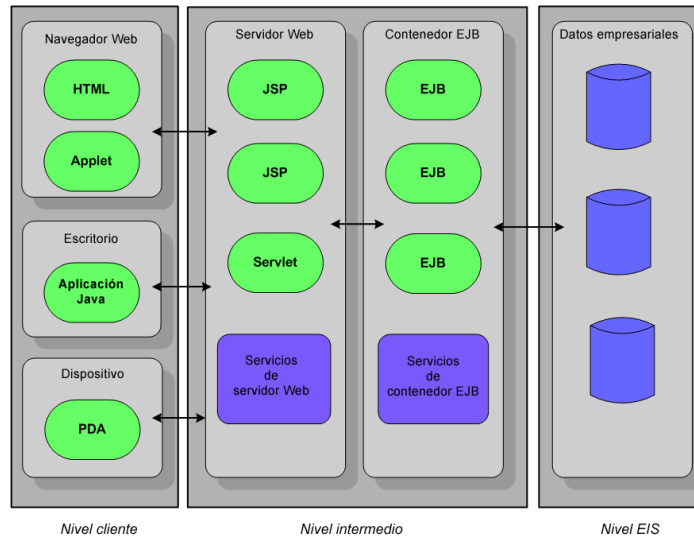 Navegador Web
HTML
Applet
Escritorio
Aplicación
Java
Dispositivo
PDA
Nivel cliente
Servidor Web
JSP
JSP
Servlet
Servicios
de
servidor Web
Contenedor EJB
EJB
EJB
EJB
Servicios
de
contenedor EJB
Nivel intermedio
Datos empresariales
Nivel EIS